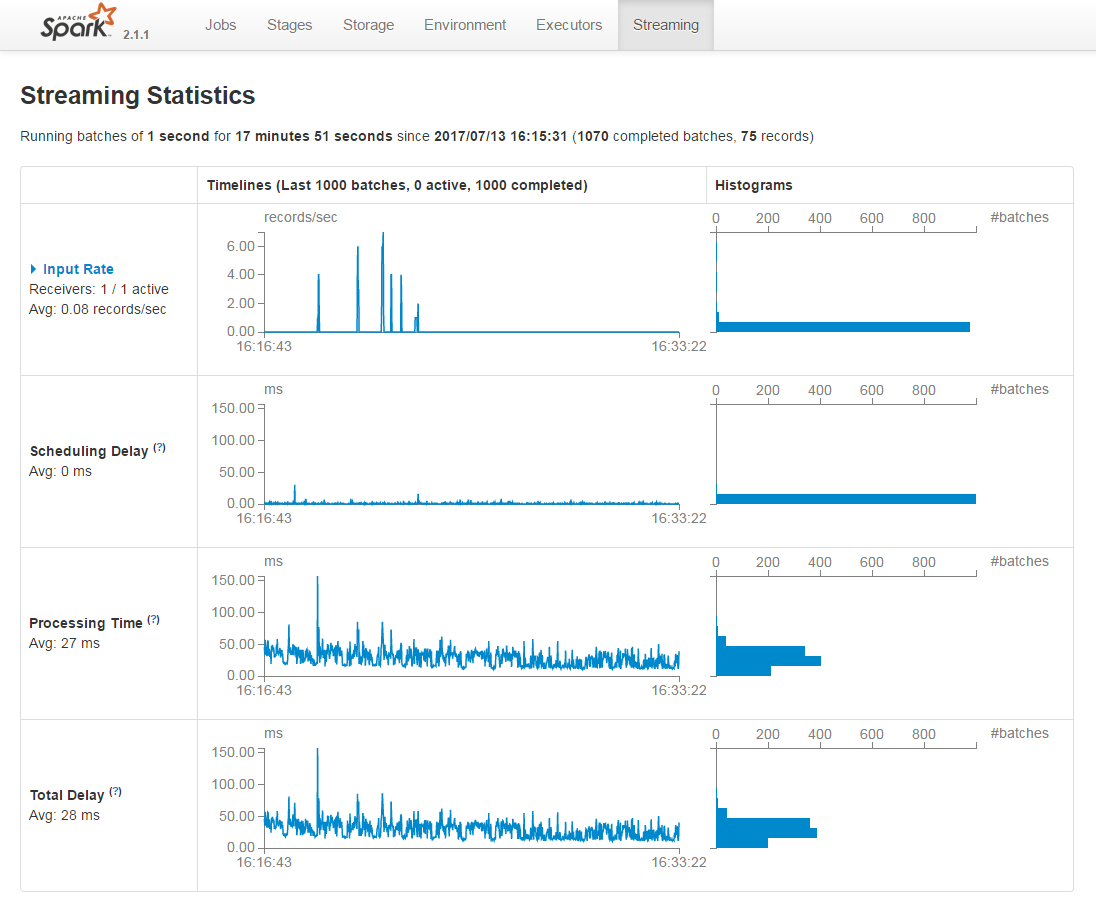 APACHE
Spark 2.1.1
Jobs Stages Storage Environment Executors Streaming
Streaming Statistics
Running batches of 1 second for 17 minutes 51 seconds since 2017/07/13 16:15:31 (1070 completed batches, 75 records)
Timelines (Last 1000 batches, 0 active, 1000 completed) Histograms
Input Rate
Receivers: 1 / 1 active
Avg: 0.08 records/sec
records/sec
6.00
4.00
2.00
0.00
16:16:43 16:33:22
0 200 400 600 800 #batches
Scheduling Delay (?)
Avg: 0 ms
ms
150.00
100.00
50.00
0.00
16:16:43 16:33:22
0 200 400 600 800 #batches
Processing Time (?)
Avg: 27 ms
ms
150.00
100.00
50.00
0.00
16:16:43 16:33:22
0 200 400 600 800 #batches
Total Delay (?)
Avg: 28 ms
ms
150.00
100.00
50.00
0.00
16:16:43 16:33:22
0 200 400 600 800 #batches